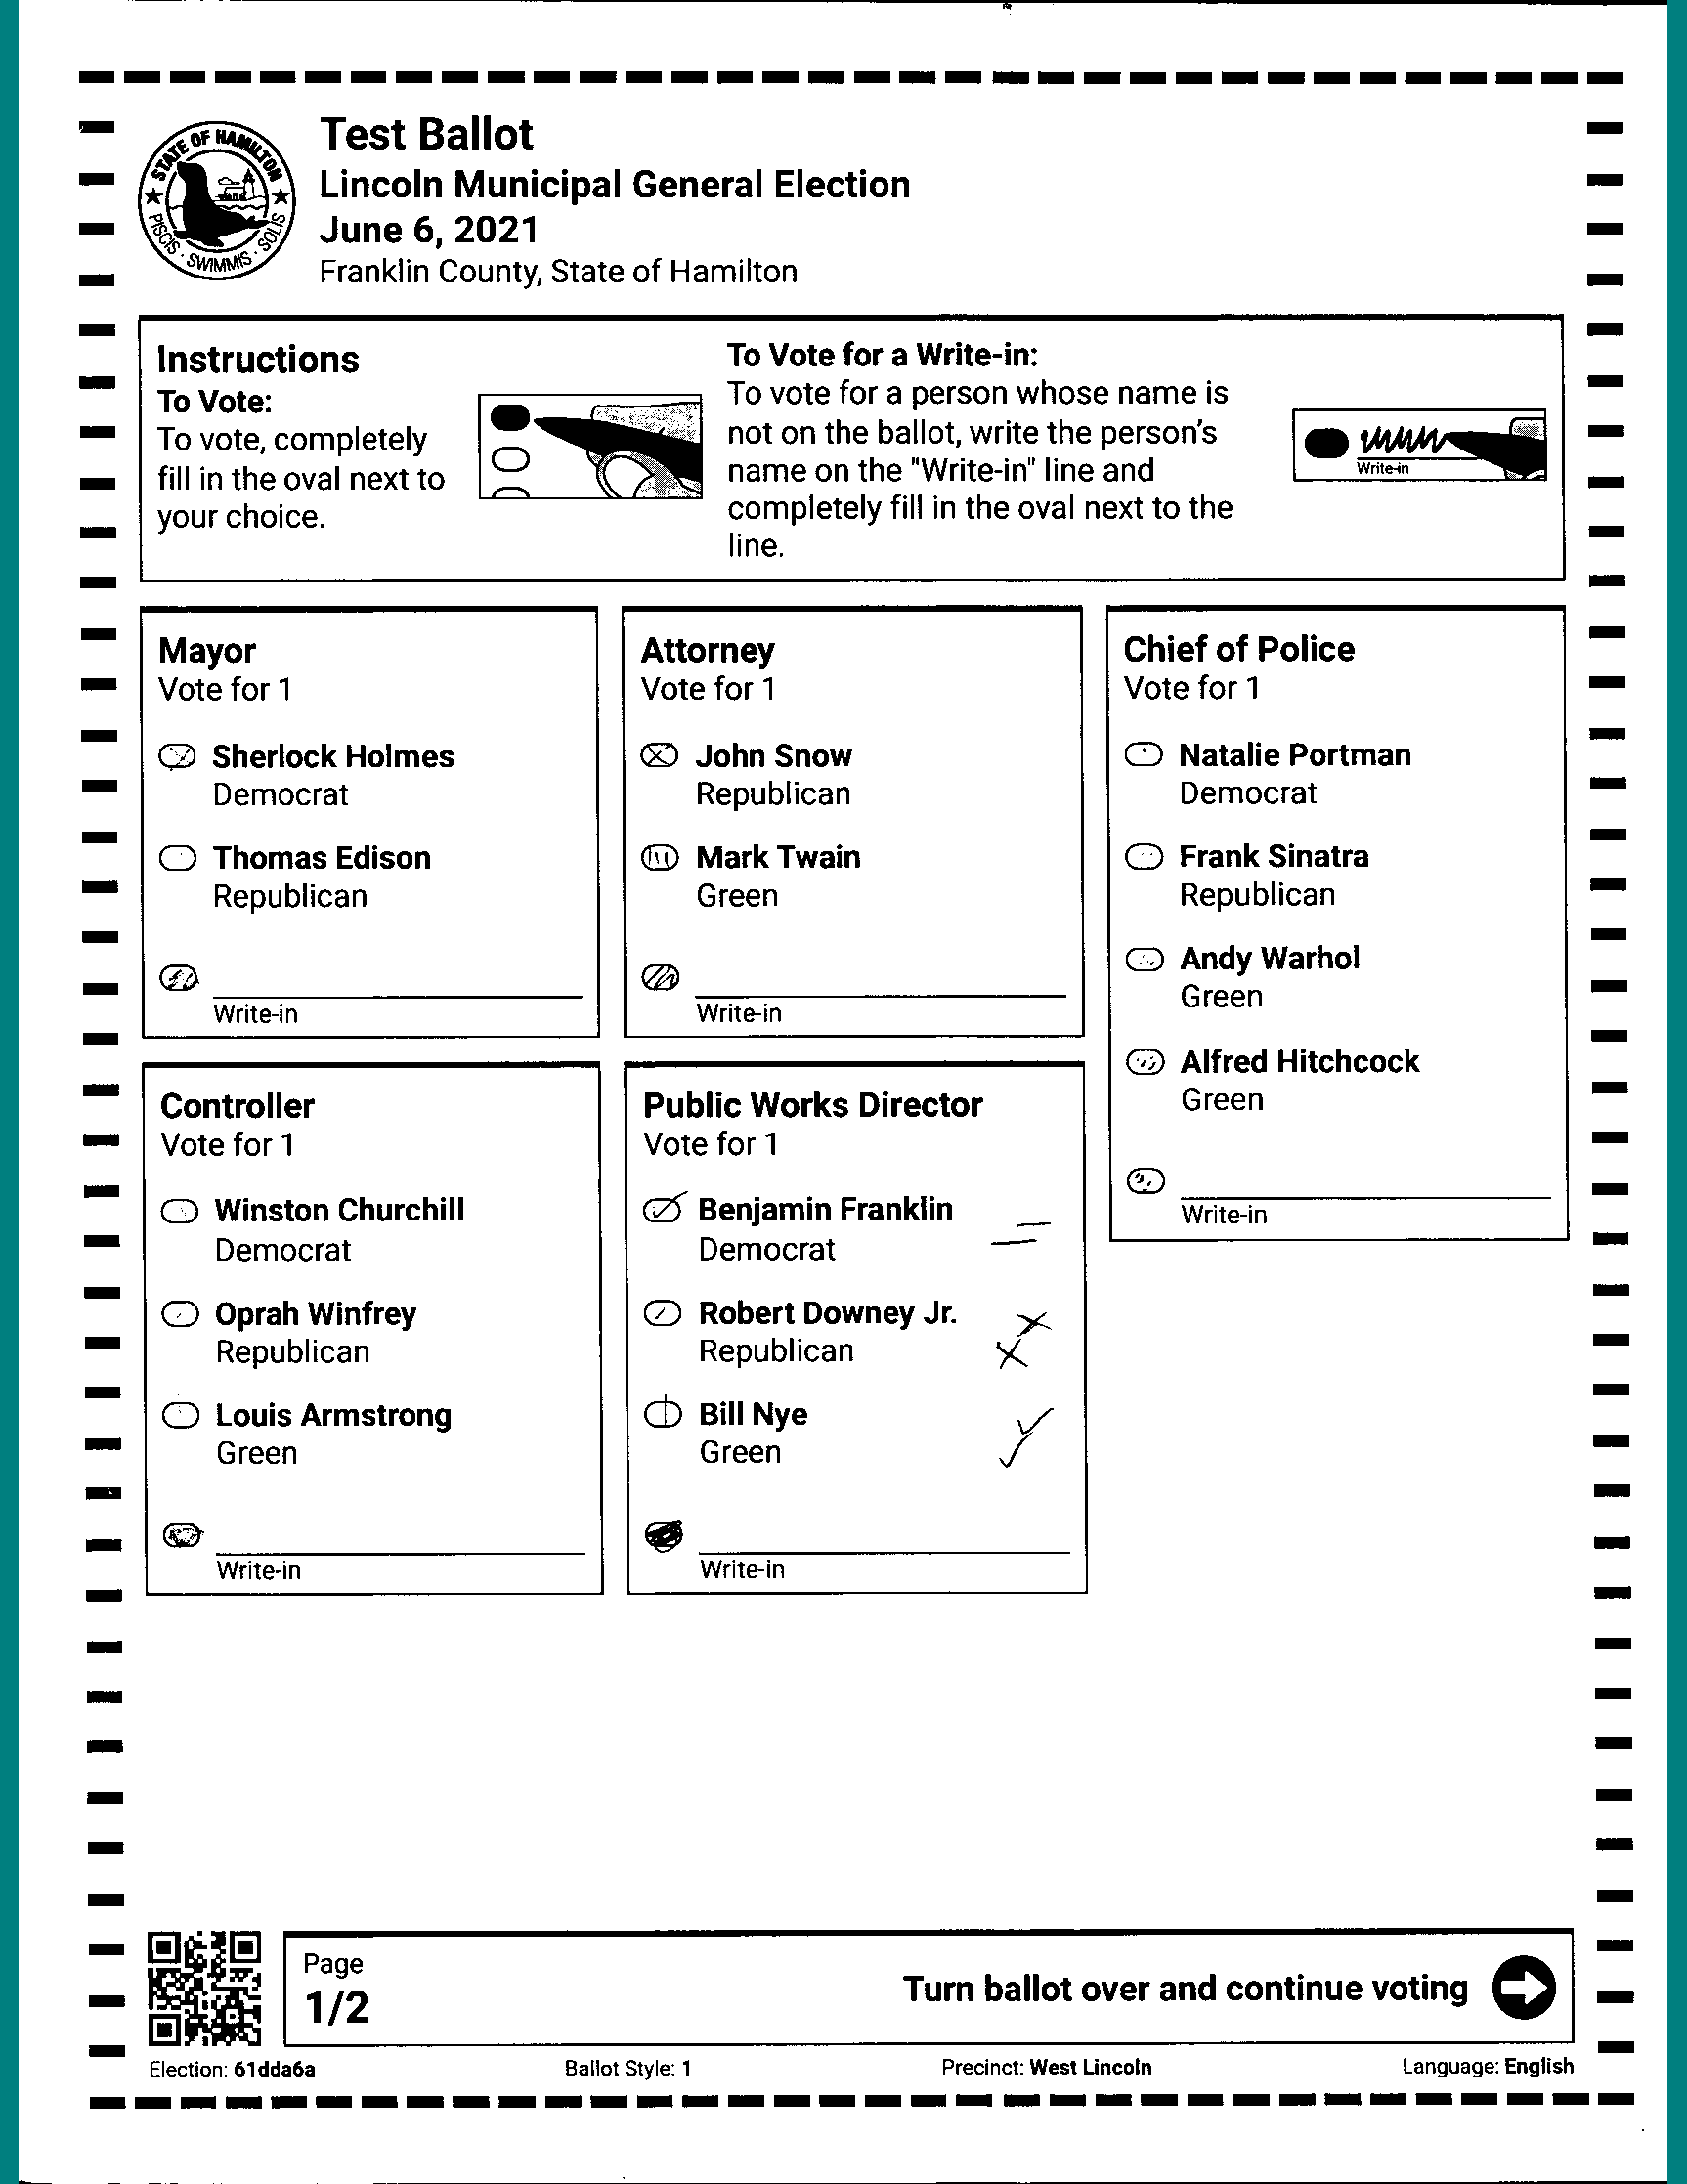 STATE OF HAMILTON
PISCIS · SWIMMIS · SOLIS
Test Ballot
Lincoln Municipal General Election
June 6, 2021
Franklin County, State of Hamilton
Instructions
To Vote:
To vote, completely
fill in the oval next to
your choice.
To Vote for a Write-in:
To vote for a person whose name is
not on the ballot, write the person's
name on the "Write-in" line and
completely fill in the oval next to the
line.
Write-in
Mayor
Vote for 1
Sherlock Holmes
Democrat
Thomas Edison
Republican
Write-in
Attorney
Vote for 1
John Snow
Republican
Mark Twain
Green
Write-in
Chief of Police
Vote for 1
Natalie Portman
Democrat
Frank Sinatra
Republican
Andy Warhol
Green
Alfred Hitchcock
Green
Write-in
Controller
Vote for 1
Winston Churchill
Democrat
Oprah Winfrey
Republican
Louis Armstrong
Green
Write-in
Public Works Director
Vote for 1
Benjamin Franklin
Democrat
Robert Downey Jr.
Republican
Bill Nye
Green
Write-in
Page
1/2
Turn ballot over and continue voting
Election: 61dda6a
Ballot Style: 1
Precinct: West Lincoln
Language: English